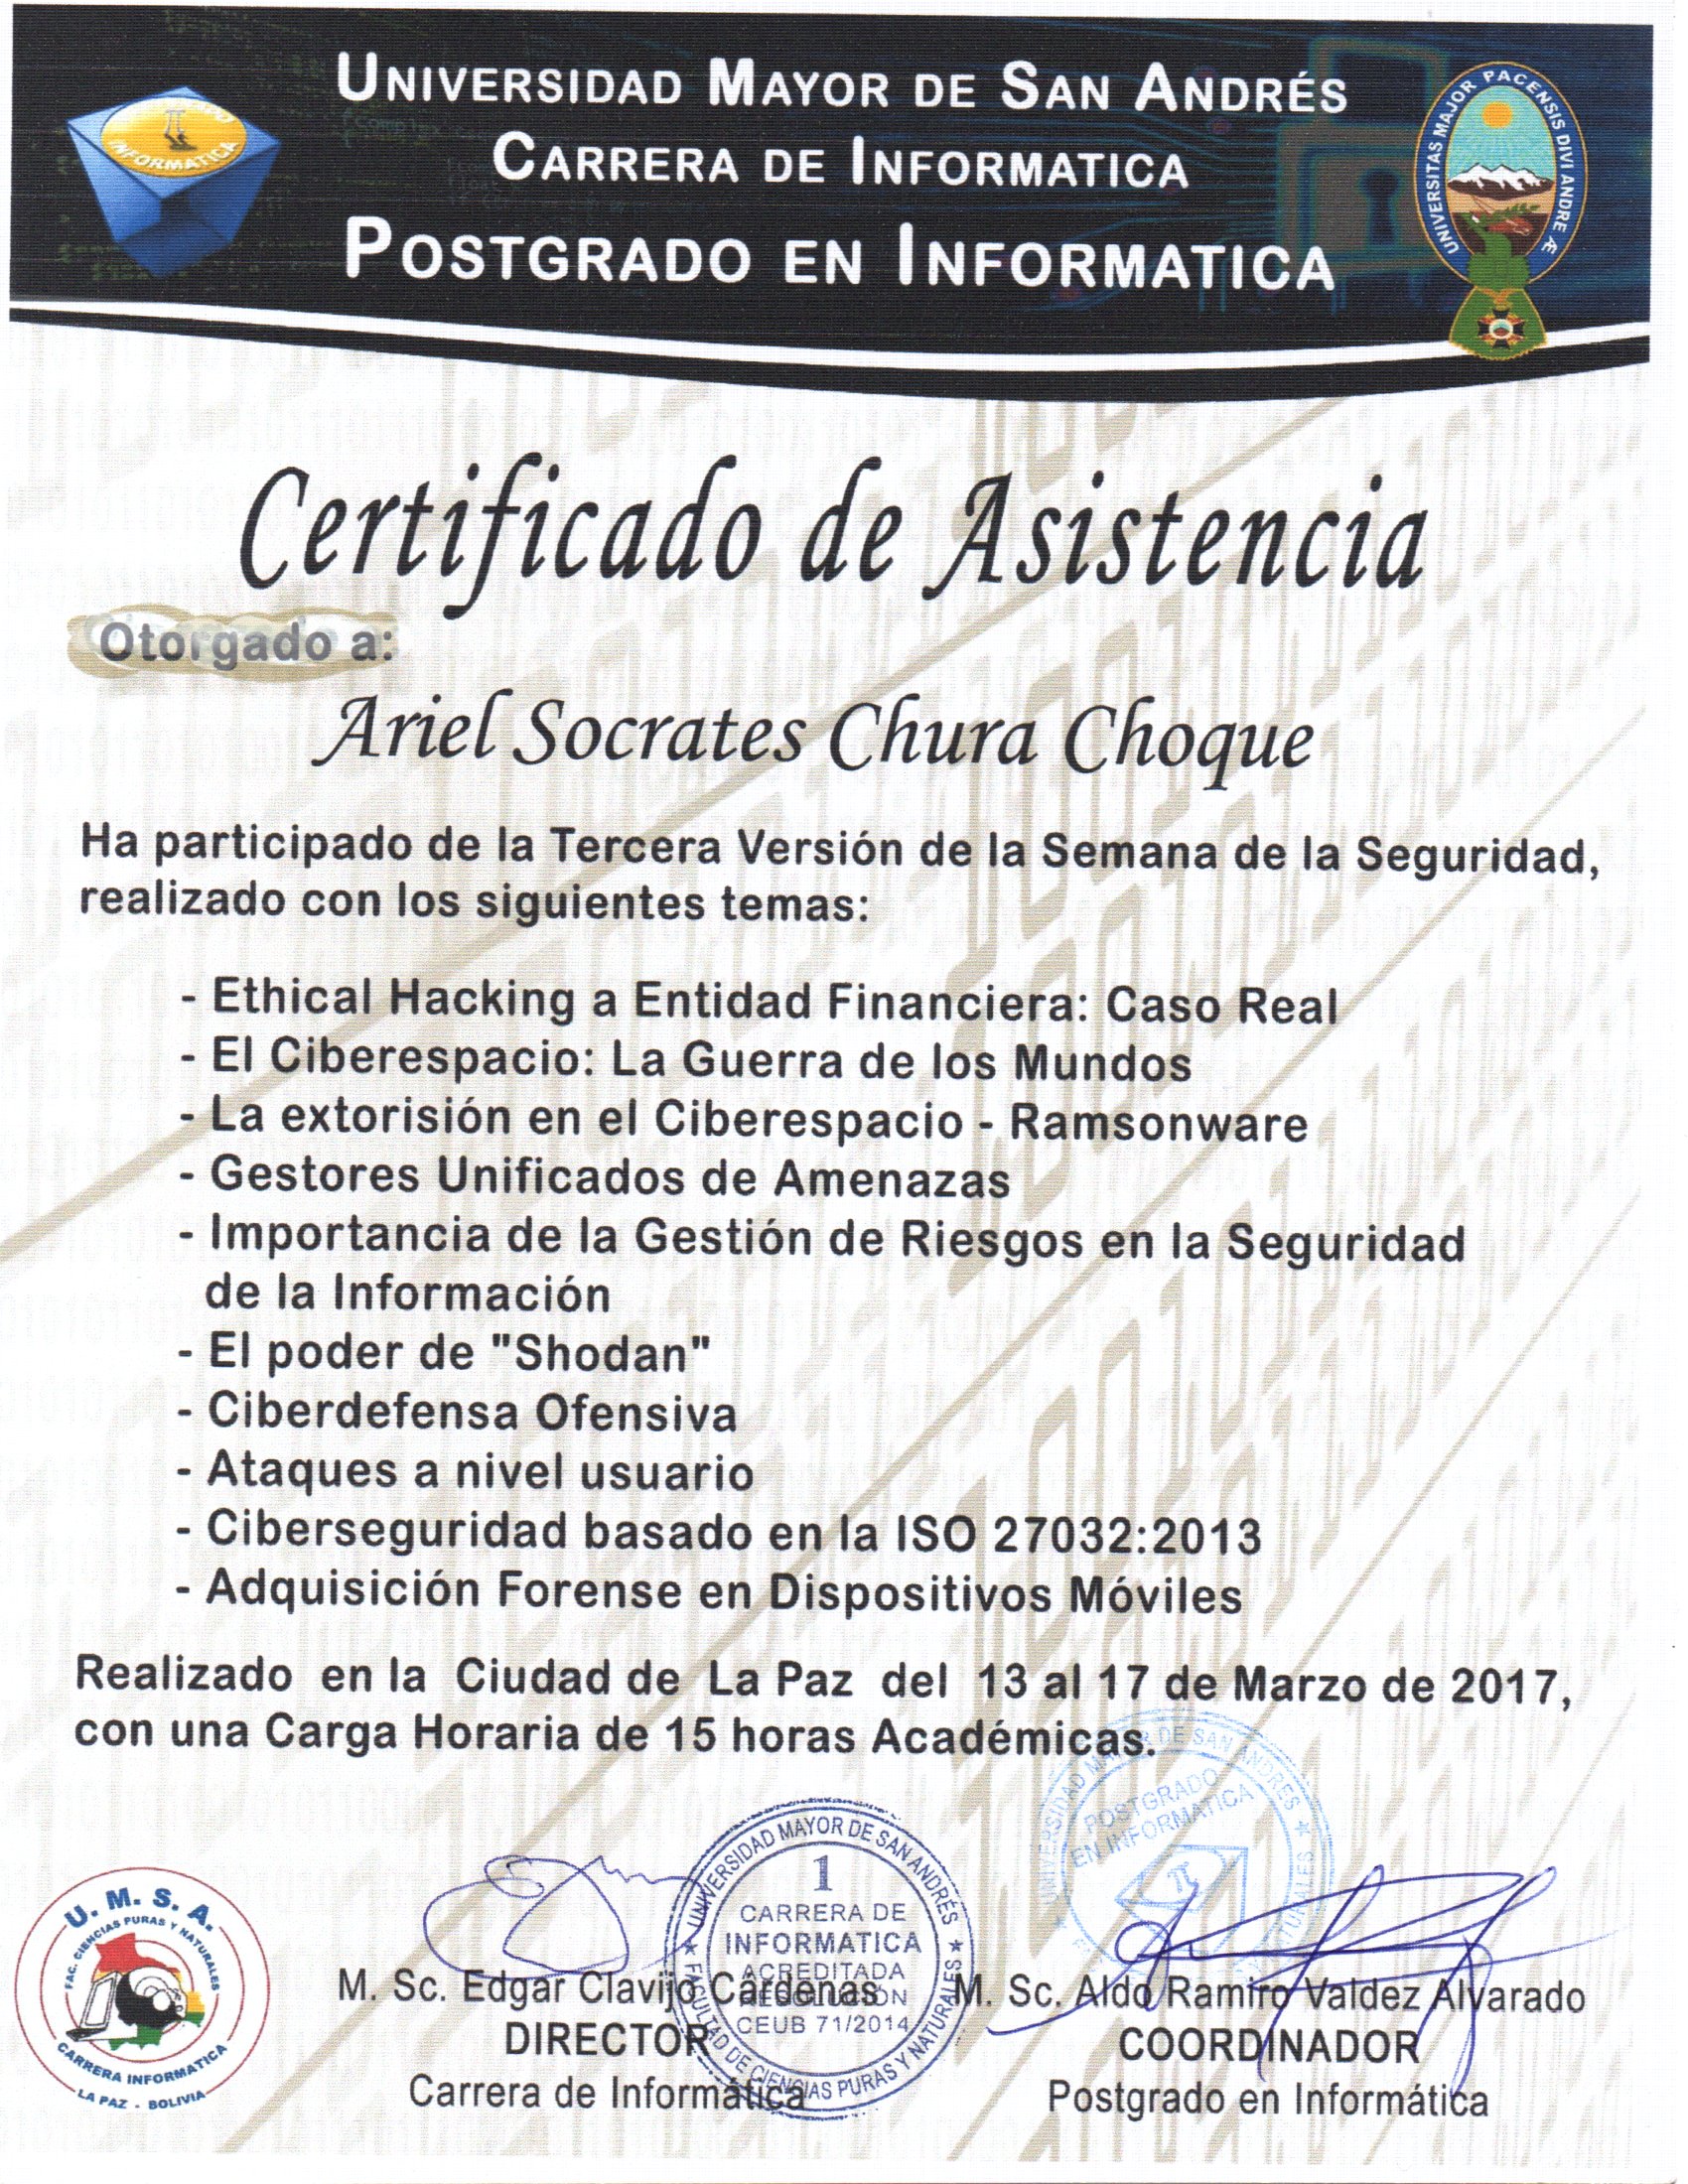 UNIVERSIDAD MAYOR DE SAN ANDRÉS
CARRERA DE INFORMATICA
POSTGRADO EN INFORMATICA
INFORMATICA
UNIVERSITAS MAJOR PACENSIS DIVI ANDRE Æ
Certificado de Asistencia
Otorgado a:
Ariel Socrates Chura Choque
Ha participado de la Tercera Versión de la Semana de la Seguridad,
realizado con los siguientes temas:
- Ethical Hacking a Entidad Financiera: Caso Real
- El Ciberespacio: La Guerra de los Mundos
- La extorisión en el Ciberespacio - Ramsonware
- Gestores Unificados de Amenazas
- Importancia de la Gestión de Riesgos en la Seguridad
de la Información
- El poder de "Shodan"
- Ciberdefensa Ofensiva
- Ataques a nivel usuario
- Ciberseguridad basado en la ISO 27032:2013
- Adquisición Forense en Dispositivos Móviles
Realizado en la Ciudad de La Paz del 13 al 17 de Marzo de 2017,
con una Carga Horaria de 15 horas Académicas.
UNIVERSIDAD MAYOR DE SAN ANDRES
POSTGRADO
EN INFORMATICA
UNIVERSIDAD MAYOR DE SAN ANDRÉS
1
CARRERA DE
INFORMATICA
ACREDITADA
RESOLUCION
CEUB 71/2014
FACULTAD DE CIENCIAS PURAS Y NATURALES
U. M. S. A.
FAC. CIENCIAS PURAS Y NATURALES
CARRERA INFORMATICA
LA PAZ - BOLIVIA
M. Sc. Edgar Clavijo Cárdenas
DIRECTOR
Carrera de Informática
M. Sc. Aldo Ramiro Valdez Alvarado
COORDINADOR
Postgrado en Informática